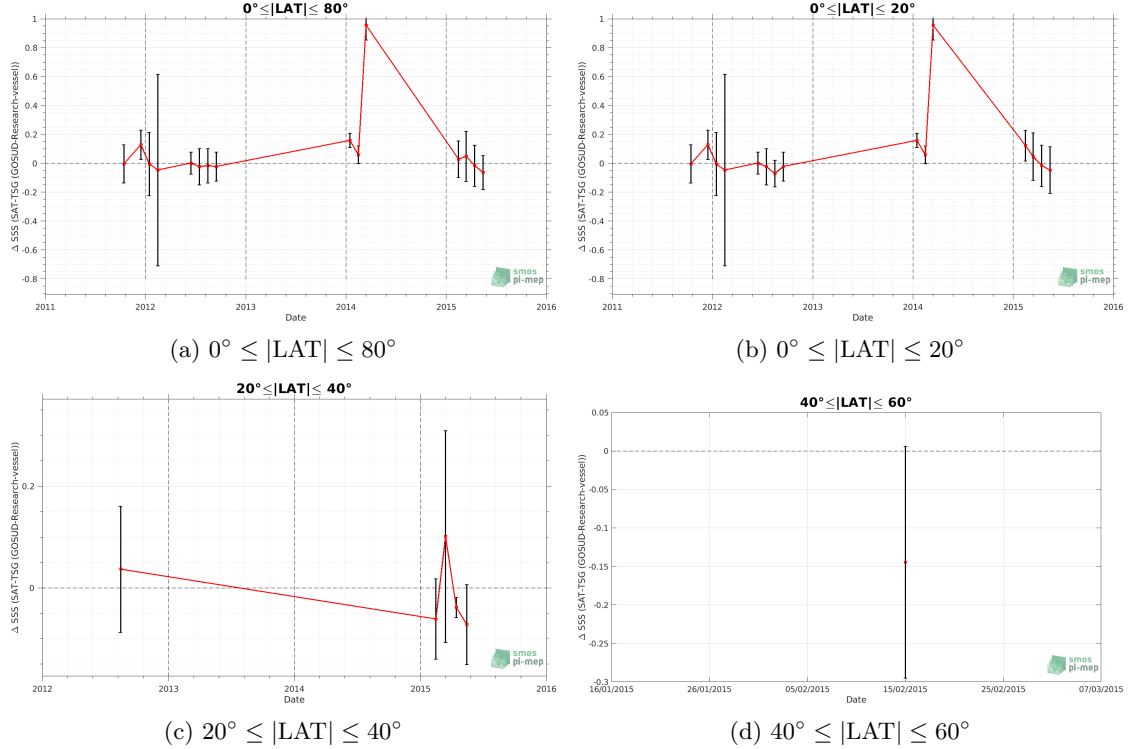 0°≤|LAT|≤ 80°
Δ SSS (SAT-TSG (GOSUD-Research-vessel))
1
0.8
0.6
0.4
0.2
0
-0.2
-0.4
-0.6
-0.8
2011 2012 2013 2014 2015 2016
Date
smos
pi-mep
(a) 0° ≤ |LAT| ≤ 80°
0°≤|LAT|≤ 20°
Δ SSS (SAT-TSG (GOSUD-Research-vessel))
1
0.8
0.6
0.4
0.2
0
-0.2
-0.4
-0.6
-0.8
2011 2012 2013 2014 2015 2016
Date
smos
pi-mep
(b) 0° ≤ |LAT| ≤ 20°
20°≤|LAT|≤ 40°
Δ SSS (SAT-TSG (GOSUD-Research-vessel))
0.2
0
2012 2013 2014 2015 2016
Date
smos
pi-mep
(c) 20° ≤ |LAT| ≤ 40°
40°≤|LAT|≤ 60°
Δ SSS (SAT-TSG (GOSUD-Research-vessel))
0.05
0
-0.05
-0.1
-0.15
-0.2
-0.25
-0.3
16/01/2015 26/01/2015 05/02/2015 15/02/2015 25/02/2015 07/03/2015
Date
smos
pi-mep
(d) 40° ≤ |LAT| ≤ 60°